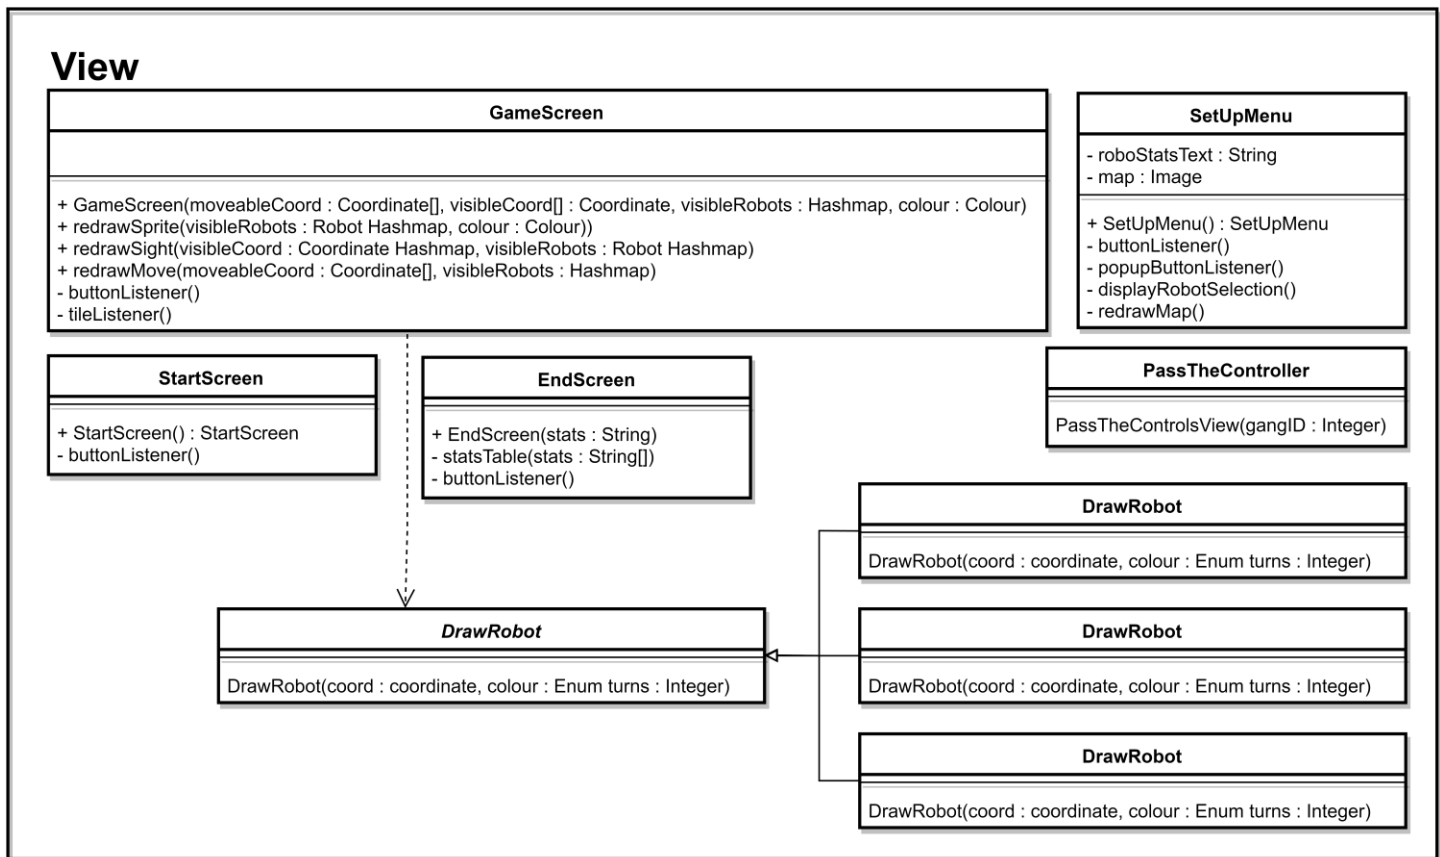 View
GameScreen
+ GameScreen(moveableCoord : Coordinate[], visibleCoord[] : Coordinate, visibleRobots : Hashmap, colour : Colour)
+ redrawSprite(visibleRobots : Robot Hashmap, colour : Colour))
+ redrawSight(visibleCoord : Coordinate Hashmap, visibleRobots : Robot Hashmap)
+ redrawMove(moveableCoord : Coordinate[], visibleRobots : Hashmap)
- buttonListener()
- tileListener()
SetUpMenu
- roboStatsText : String
- map : Image
+ SetUpMenu() : SetUpMenu
- buttonListener()
- popupButtonListener()
- displayRobotSelection()
- redrawMap()
StartScreen
+ StartScreen() : StartScreen
- buttonListener()
EndScreen
+ EndScreen(stats : String)
- statsTable(stats : String[])
- buttonListener()
PassTheController
PassTheControlsView(gangID : Integer)
DrawRobot
DrawRobot(coord : coordinate, colour : Enum turns : Integer)
DrawRobot
DrawRobot(coord : coordinate, colour : Enum turns : Integer)
DrawRobot
DrawRobot(coord : coordinate, colour : Enum turns : Integer)
DrawRobot
DrawRobot(coord : coordinate, colour : Enum turns : Integer)